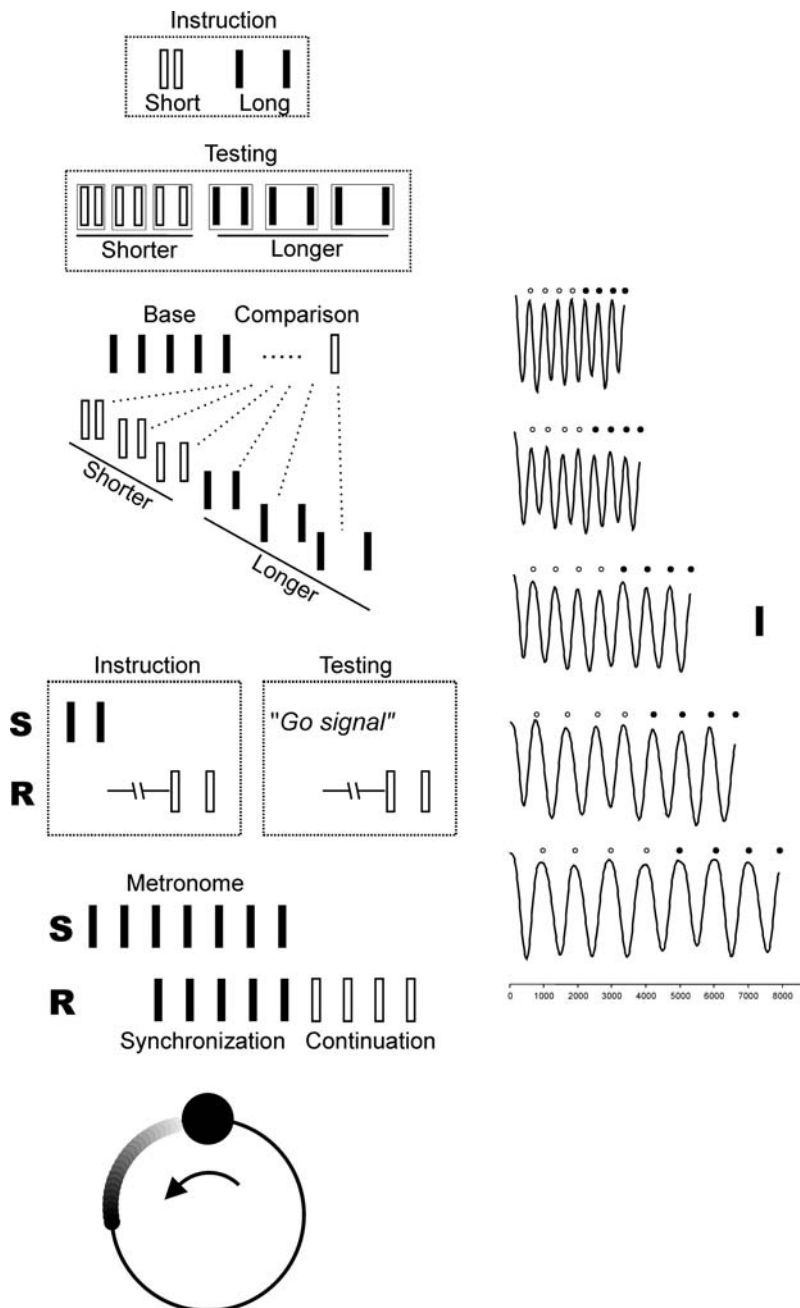 Instruction
Short Long
Testing
Shorter Longer
Base Comparison
Shorter
Longer
Instruction Testing
S "Go signal"
R
Metronome
S
R
Synchronization Continuation
0 1000 2000 3000 4000 5000 6000 7000 8000